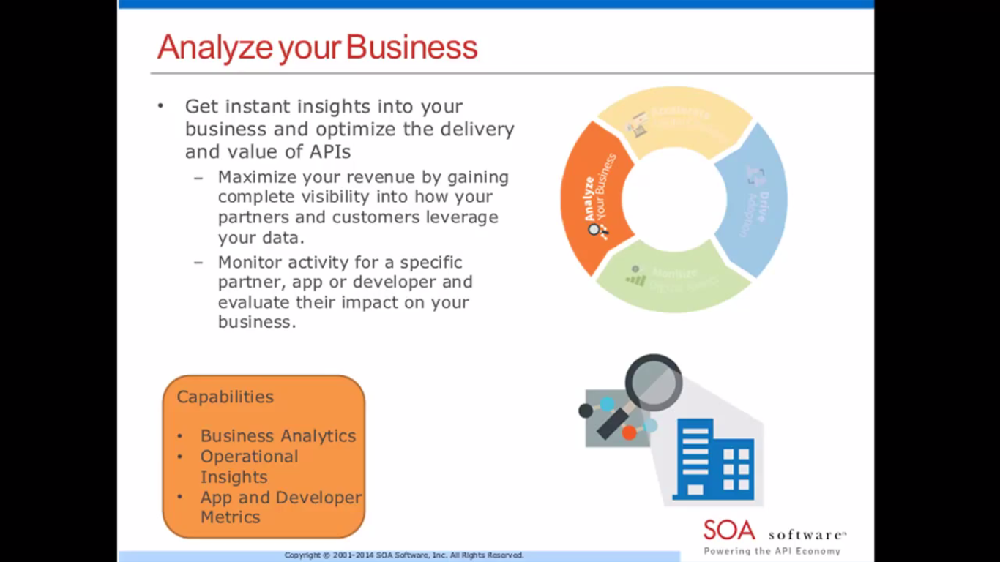 Analyze your Business
• Get instant insights into your
business and optimize the delivery
and value of APIs
– Maximize your revenue by gaining
complete visibility into how your
partners and customers leverage
your data.
– Monitor activity for a specific
partner, app or developer and
evaluate their impact on your
business.
Accelerate
Drive
Adoption
Monitize
Analyze
Your Business
Capabilities
• Business Analytics
• Operational
Insights
• App and Developer
Metrics
SOA software™
Powering the API Economy
Copyright © 2001-2014 SOA Software, Inc. All Rights Reserved.